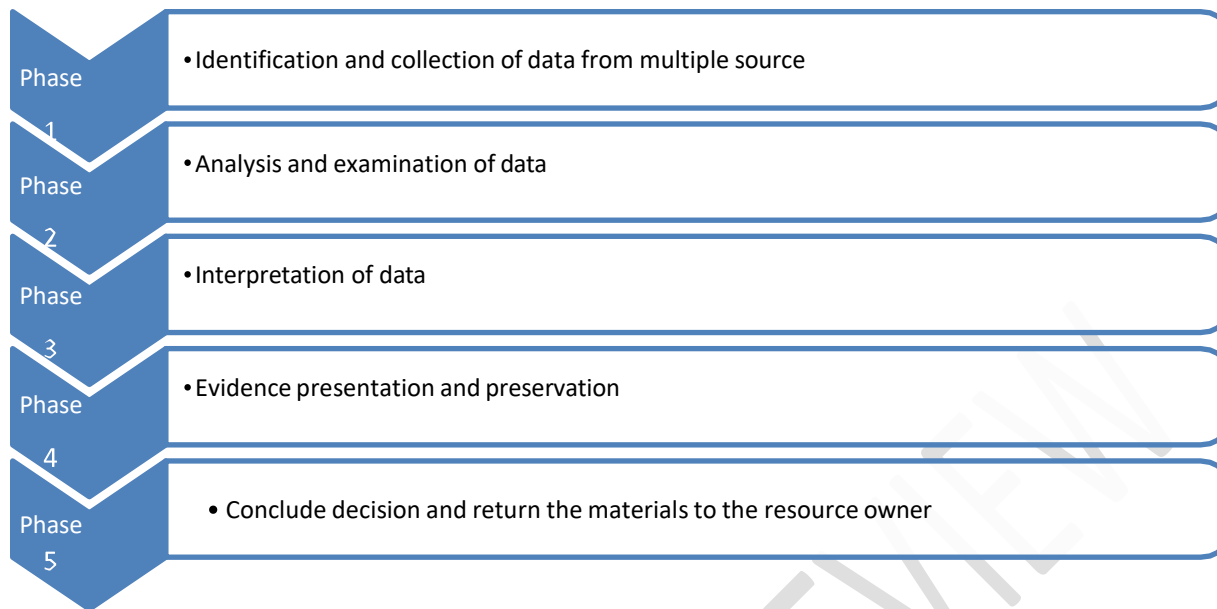 Phase
1
•Identification and collection of data from multiple source
Phase
2
•Analysis and examination of data
Phase
3
•Interpretation of data
Phase
4
•Evidence presentation and preservation
Phase
5
• Conclude decision and return the materials to the resource owner